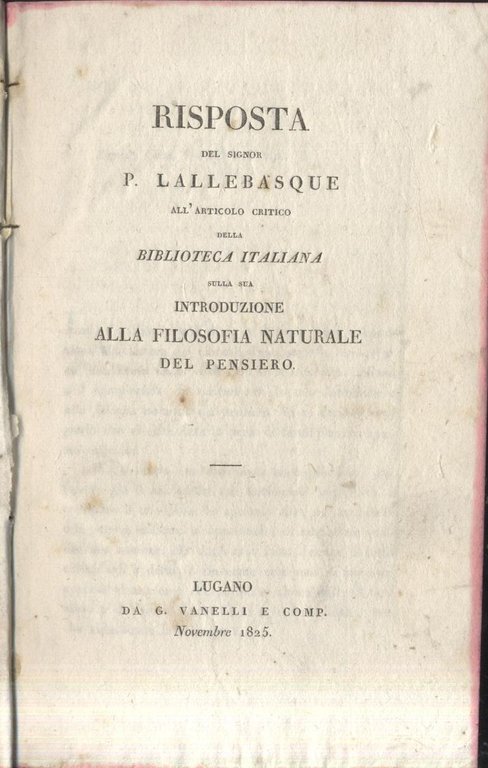 RISPOSTA
DEL SIGNOR
P. LALLEBASQUE
ALL'ARTICOLO CRITICO
DELLA
BIBLIOTECA ITALIANA
SULLA SUA
INTRODUZIONE
ALLA FILOSOFIA NATURALE
DEL PENSIERO.
LUGANO
DA G. VANELLI E COMP.
Novembre 1825.